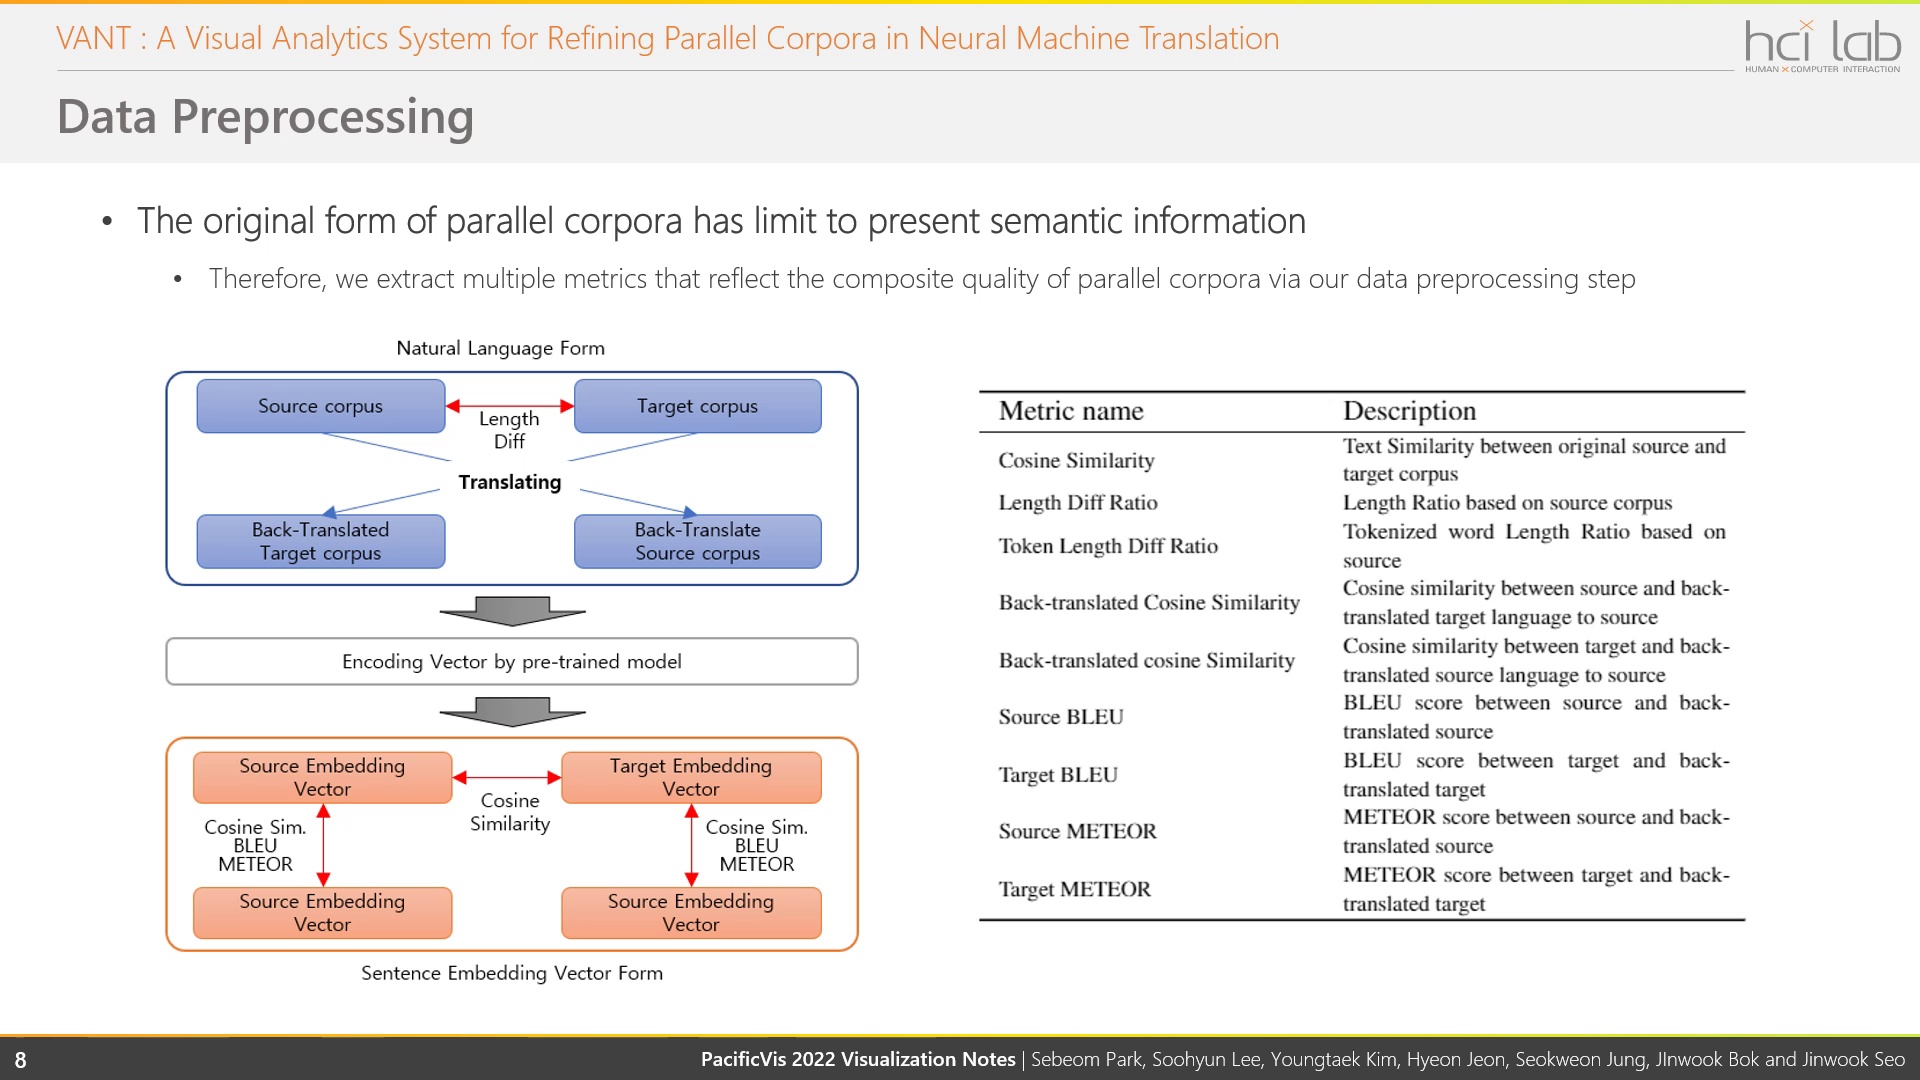 VANT : A Visual Analytics System for Refining Parallel Corpora in Neural Machine Translation
hci lab
HUMAN × COMPUTER INTERACTION
Data Preprocessing
• The original form of parallel corpora has limit to present semantic information
• Therefore, we extract multiple metrics that reflect the composite quality of parallel corpora via our data preprocessing step
Natural Language Form
Source corpus
Target corpus
Length
Diff
Translating
Back-Translated
Target corpus
Back-Translate
Source corpus
Encoding Vector by pre-trained model
Source Embedding
Vector
Target Embedding
Vector
Cosine
Similarity
Cosine Sim.
BLEU
METEOR
Cosine Sim.
BLEU
METEOR
Source Embedding
Vector
Source Embedding
Vector
Sentence Embedding Vector Form
Metric name Description
Cosine Similarity
Text Similarity between original source and
target corpus
Length Diff Ratio
Length Ratio based on source corpus
Token Length Diff Ratio
Tokenized word Length Ratio based on
source
Back-translated Cosine Similarity
Cosine similarity between source and back-
translated target language to source
Back-translated cosine Similarity
Cosine similarity between target and back-
translated source language to source
Source BLEU
BLEU score between source and back-
translated source
Target BLEU
BLEU score between target and back-
translated target
Source METEOR
METEOR score between source and back-
translated source
Target METEOR
METEOR score between target and back-
translated target
8
PacificVis 2022 Visualization Notes | Sebeom Park, Soohyun Lee, Youngtaek Kim, Hyeon Jeon, Seokweon Jung, JInwook Bok and Jinwook Seo